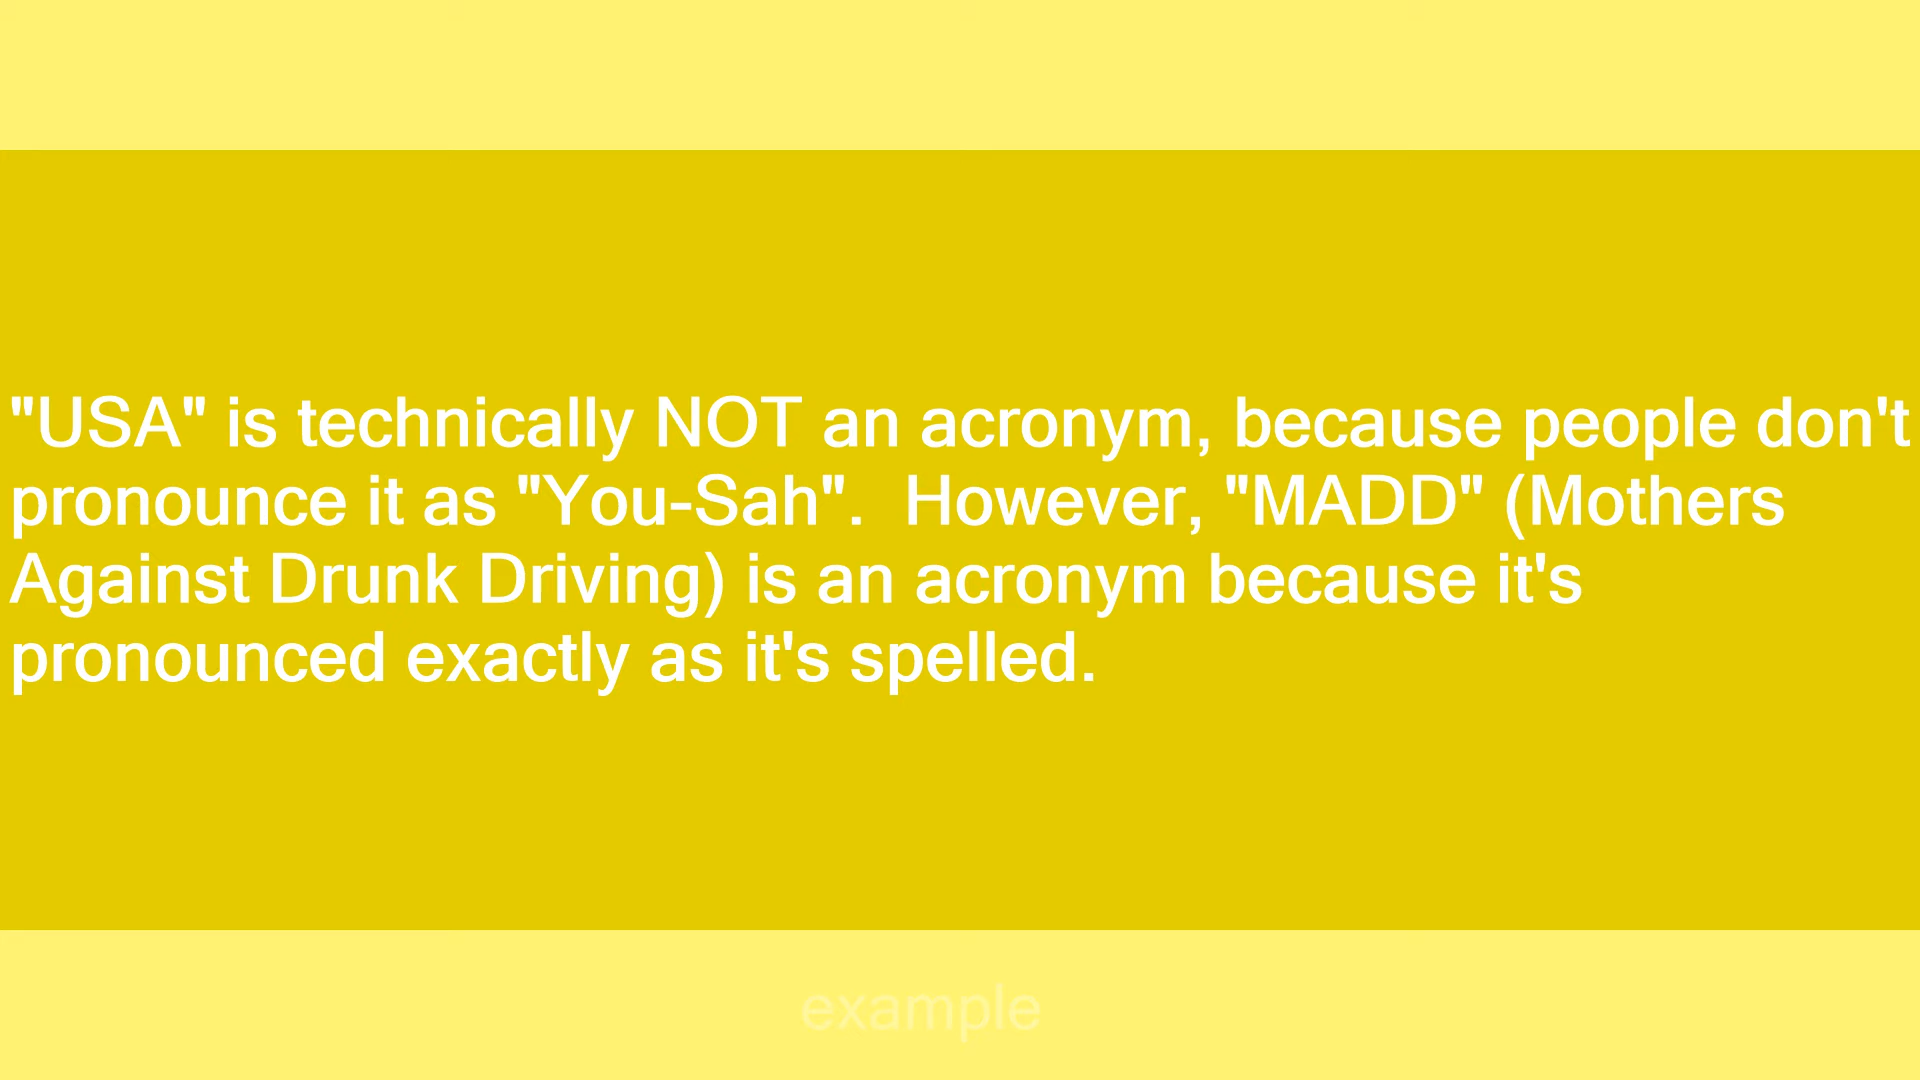 "USA" is technically NOT an acronym, because people don't
pronounce it as "You-Sah".  However, "MADD" (Mothers
Against Drunk Driving) is an acronym because it's
pronounced exactly as it's spelled.
example